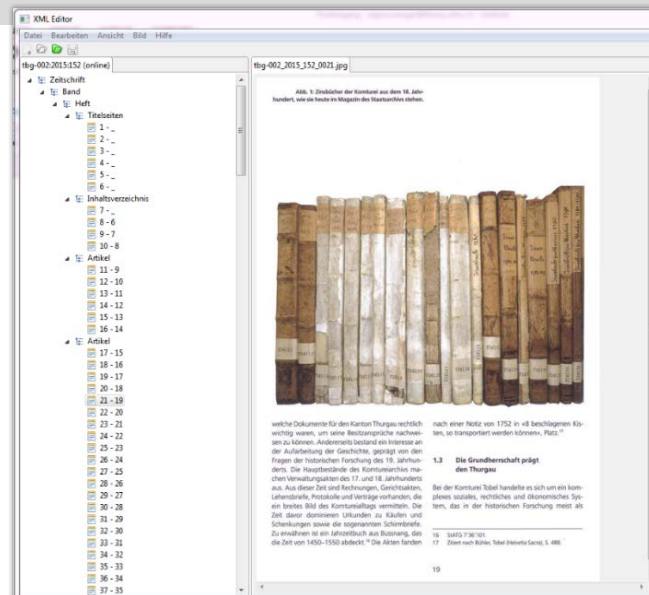 XML Editor
Datei Bearbeiten Ansicht Bild Hilfe
tbg-002:2015:152 (online)
Zeitschrift
Band
Heft
Titelseiten
1 - _
2 - _
3 - _
4 - _
5 - _
6 - _
Inhaltsverzeichnis
7 - _
8 - 6
9 - 7
10 - 8
Artikel
11 - 9
12 - 10
13 - 11
14 - 12
15 - 13
16 - 14
Artikel
17 - 15
18 - 16
19 - 17
20 - 18
21 - 19
22 - 20
23 - 21
24 - 22
25 - 23
26 - 24
27 - 25
28 - 26
29 - 27
30 - 28
31 - 29
32 - 30
33 - 31
34 - 32
35 - 33
36 - 34
37 - 35
tbg-002_2015_152_0021.jpg
Abb. 1: Zinsbücher der Komturei aus dem 18. Jahr-
hundert, wie sie heute im Magazin des Staatsarchivs stehen.
welche Dokumente für den Kanton Thurgau rechtlich
wichtig waren, um seine Besitzansprüche nachwei-
sen zu können. Andererseits bestand ein Interesse an
der Aufarbeitung der Geschichte, geprägt von den
Fragen der historischen Forschung des 19. Jahrhun-
derts. Die Hauptbestände des Komtureiarchivs ma-
chen Verwaltungsakten des 17. und 18. Jahrhunderts
aus. Aus dieser Zeit sind Rechnungen, Gerichtsakten,
Lehensbriefe, Protokolle und Verträge vorhanden, die
ein breites Bild des Komtureialltags vermitteln. Die
Zeit davor dominieren Urkunden zu Käufen und
Schenkungen sowie die sogenannten Schirmbriefe.
Zu erwähnen ist ein Jahrzeitbuch aus Bussnang, das
die Zeit von 1450–1550 abdeckt.16 Die Akten fanden
nach einer Notiz von 1752 in «8 beschlagenen Kis-
ten, so transportiert werden können», Platz.17
1.3 Die Grundherrschaft prägt
den Thurgau
Bei der Komturei Tobel handelte es sich um ein kom-
plexes soziales, rechtliches und ökonomisches Sys-
tem, das in der historischen Forschung meist als
16 StATG 7'36'101.
17 Zitiert nach Bühler, Tobel (Helvetia Sacra), S.
19